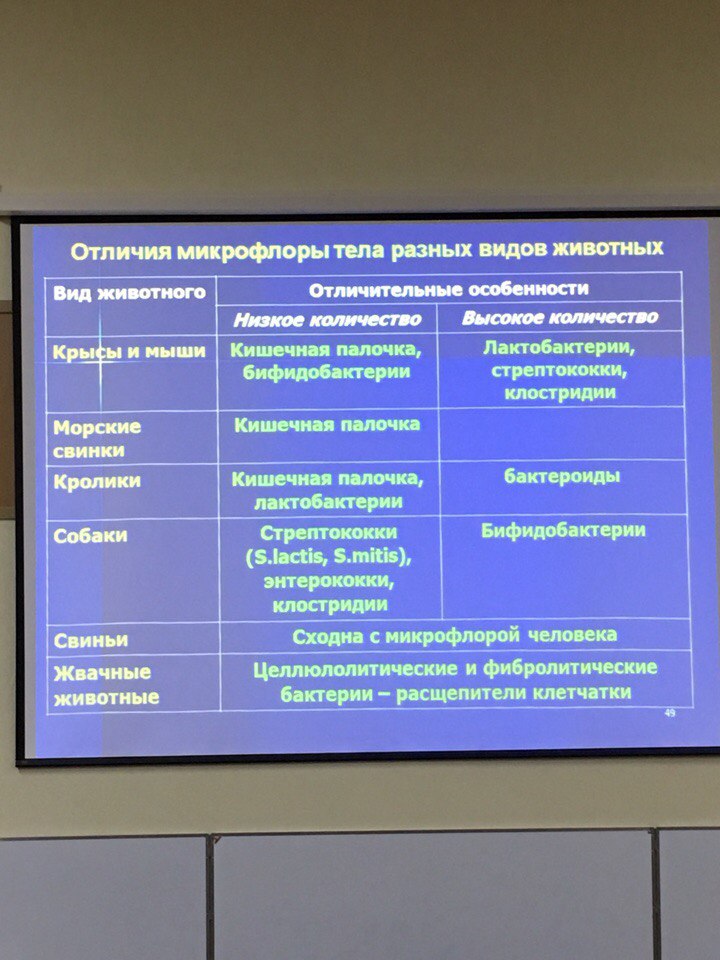 Отличия микрофлоры тела разных видов животных
Вид животного
Отличительные особенности
Низкое количество
Высокое количество
Крысы и мыши
Кишечная палочка,
бифидобактерии
Лактобактерии,
стрептококки,
клостридии
Морские
свинки
Кишечная палочка
Кролики
Кишечная палочка,
лактобактерии
бактероиды
Собаки
Стрептококки
(S.lactis, S.mitis),
энтерококки,
клостридии
Бифидобактерии
Свиньи
Сходна с микрофлорой человека
Жвачные
животные
Целлюлолитические и фибролитические
бактерии – расщепители клетчатки
49